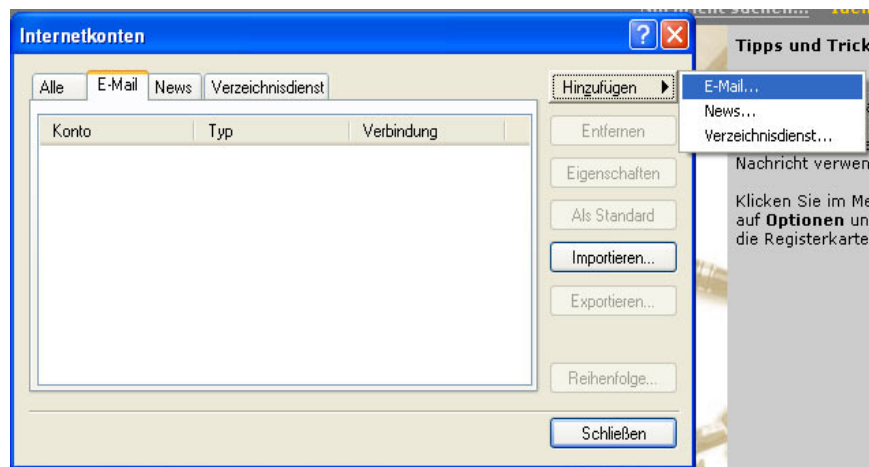 Internetkonten
Alle E-Mail News Verzeichnisdienst
Konto Typ Verbindung
Hinzufügen
Entfernen
Eigenschaften
Als Standard
Importieren...
Exportieren...
Reihenfolge...
Schließen
E-Mail...
News...
Verzeichnisdienst...
Tipps und Trick
Nachricht verwen
Klicken Sie im Me
auf Optionen un
die Registerkarte